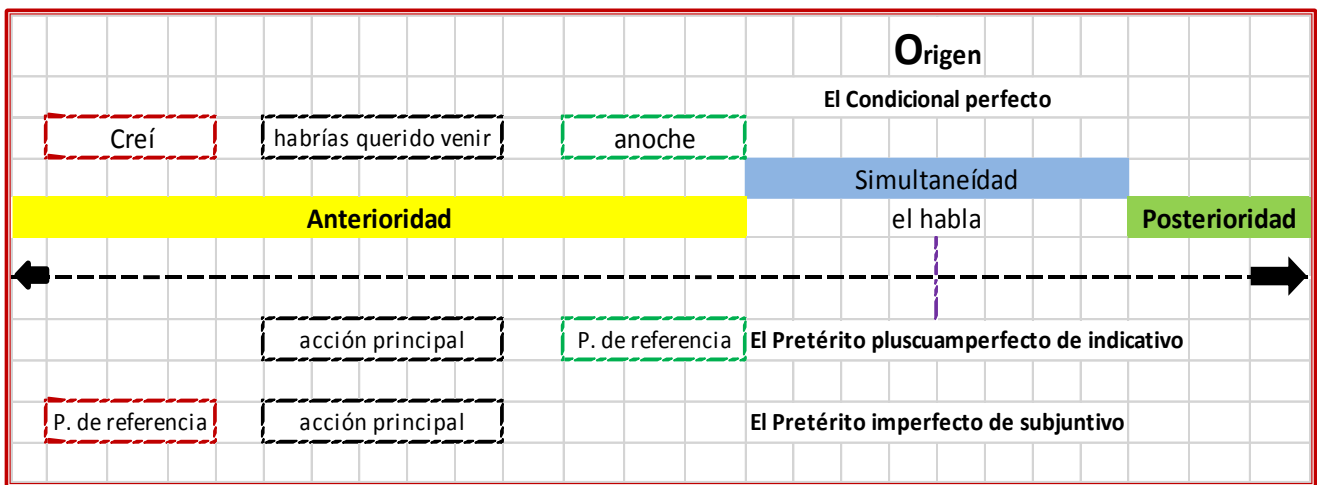 Origen
El Condicional perfecto
Creí habrías querido venir anoche
Simultaneídad
Anterioridad el habla Posterioridad
acción principal P. de referencia El Pretérito pluscuamperfecto de indicativo
P. de referencia acción principal El Pretérito imperfecto de subjuntivo